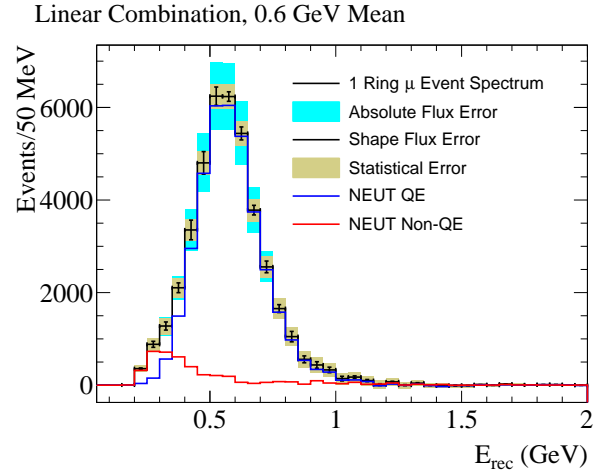 Linear Combination, 0.6 GeV Mean
Events/50 MeV
6000
4000
2000
0
1 Ring μ Event Spectrum
Absolute Flux Error
Shape Flux Error
Statistical Error
NEUT QE
NEUT Non-QE
0.5 1 1.5 2
E_rec (GeV)